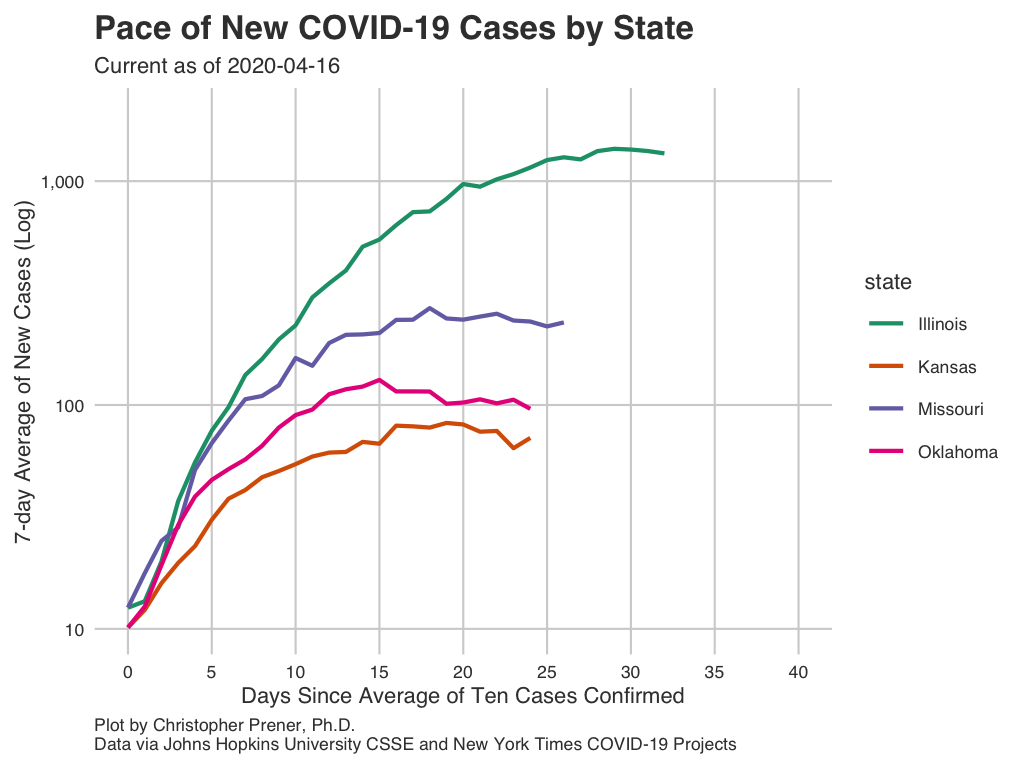 Pace of New COVID-19 Cases by State
Current as of 2020-04-16
7-day Average of New Cases (Log)
1,000
100
10
0 5 10 15 20 25 30 35 40
Days Since Average of Ten Cases Confirmed
state
Illinois
Kansas
Missouri
Oklahoma
Plot by Christopher Prener, Ph.D.
Data via Johns Hopkins University CSSE and New York Times COVID-19 Projects